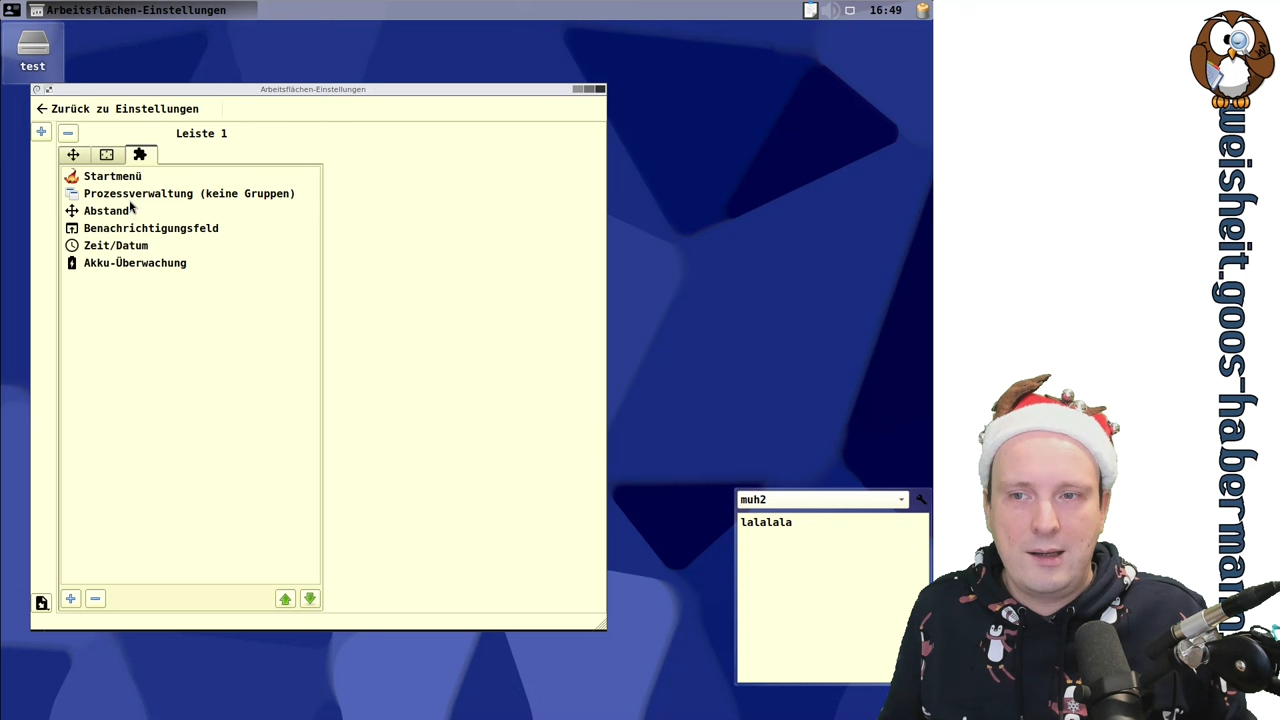 Arbeitsflächen-Einstellungen
16:49
test
Arbeitsflächen-Einstellungen
Zurück zu Einstellungen
Leiste 1
Startmenü
Prozessverwaltung (keine Gruppen)
Abstand
Benachrichtigungsfeld
Zeit/Datum
Akku-Überwachung
muh2
lalalala
weisheit.goos-habermann